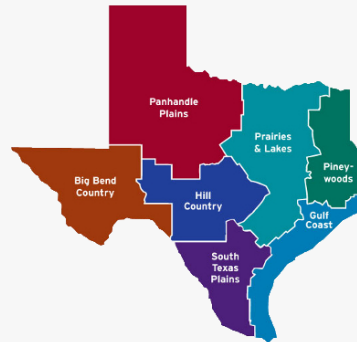 Panhandle
Plains
Prairies
& Lakes
Piney-
woods
Big Bend
Country
Hill
Country
Gulf
Coast
South
Texas
Plains